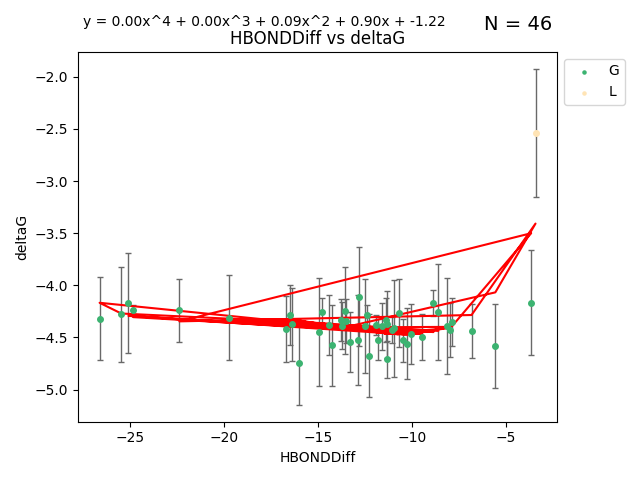 y = 0.00x^4 + 0.00x^3 + 0.09x^2 + 0.90x + -1.22
N = 46
HBONDDiff vs deltaG
G
L
−2.0
−2.5
−3.0
−3.5
−4.0
−4.5
−5.0
deltaG
−25
−20
−15
−10
−5
HBONDDiff